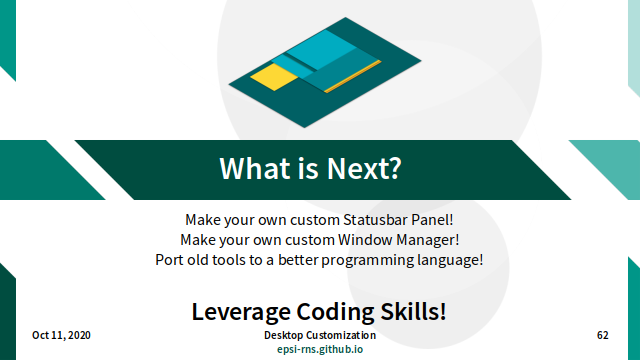 What is Next?
Make your own custom Statusbar Panel!
Make your own custom Window Manager!
Port old tools to a better programming language!
Leverage Coding Skills!
Oct 11, 2020
Desktop Customization
62
epsi-rns.github.io